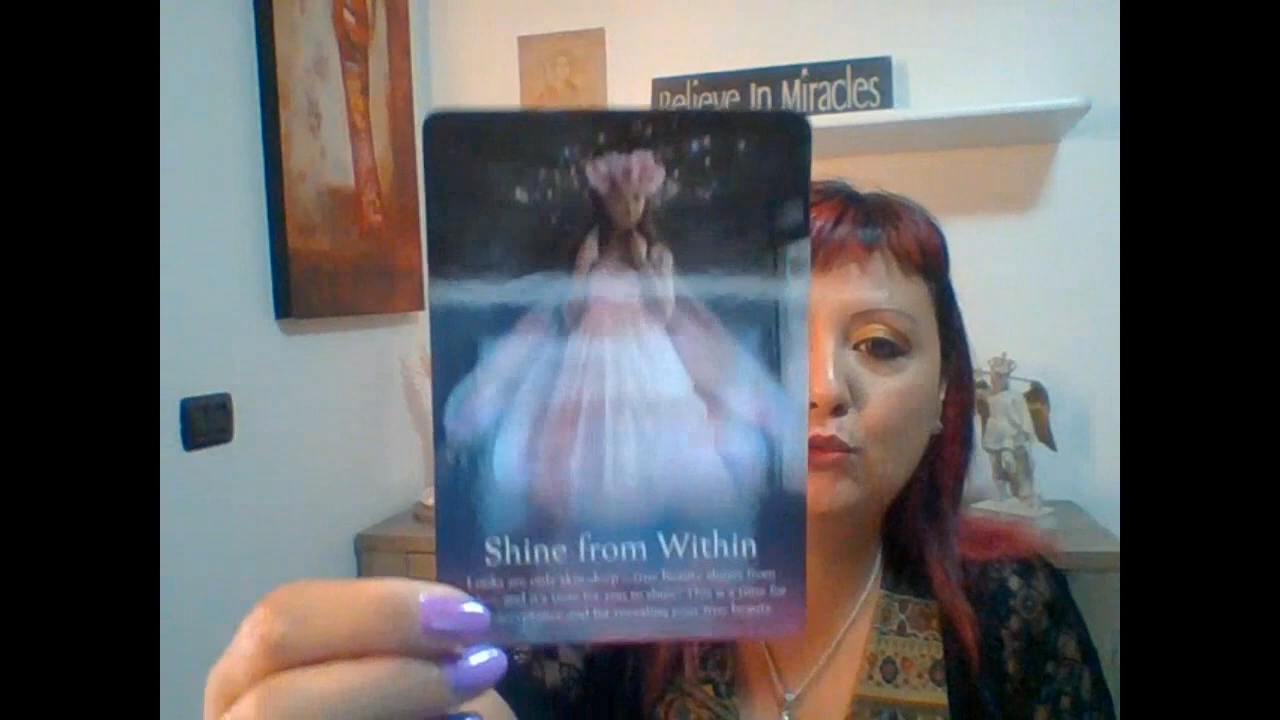 Believe In Miracles
Shine from Within
Looks are only skin-deep – true beauty shines from
and it's time for you to shine! This is a time for
and for revealing your true beauty.